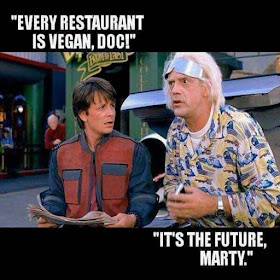 "EVERY RESTAURANT
IS VEGAN, DOC!"
"IT'S THE FUTURE,
MARTY."